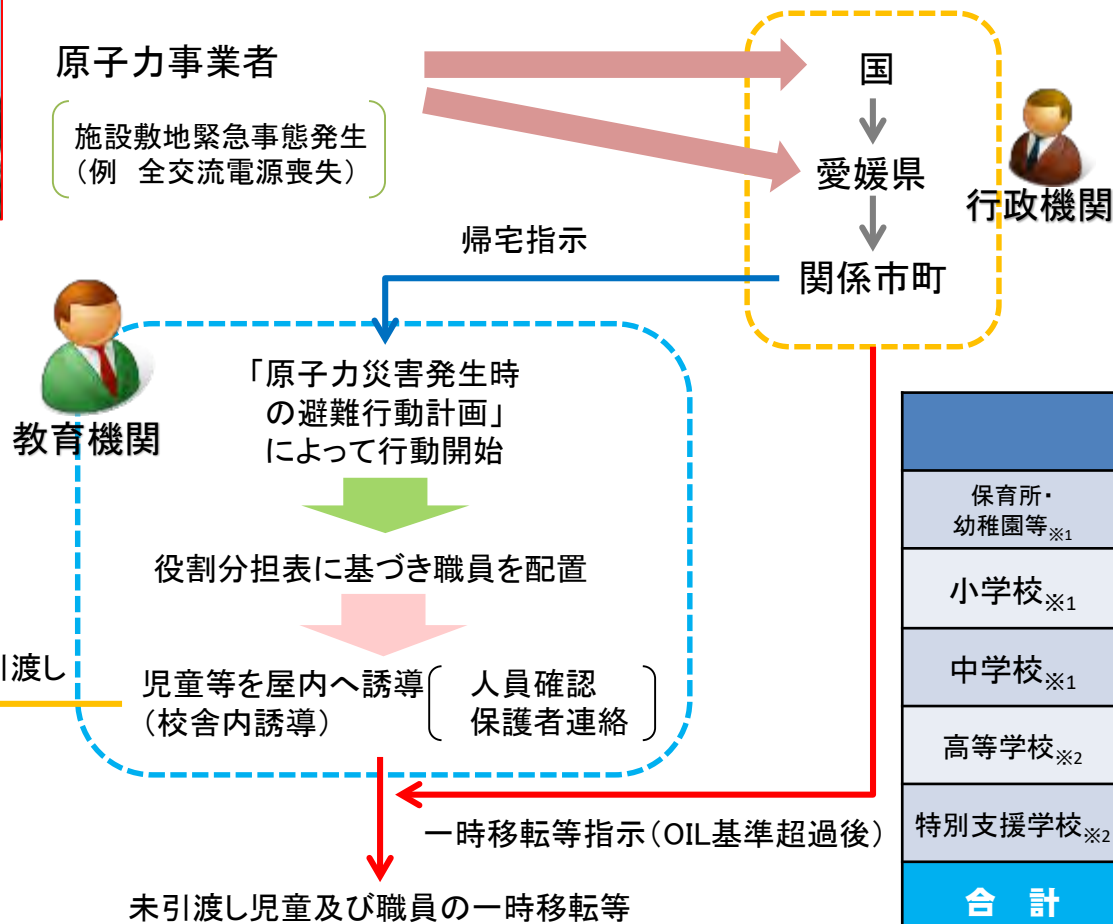 原子力事業者
施設敷地緊急事態発生
（例　全交流電源喪失）
国
愛媛県
関係市町
行政機関
帰宅指示
教育機関
「原子力災害発生時
の避難行動計画」
によって行動開始
役割分担表に基づき職員を配置
引渡し
児童等を屋内へ誘導
（校舎内誘導）
人員確認
保護者連絡
一時移転等指示（OIL基準超過後）
未引渡し児童及び職員の一時移転等
保育所・
幼稚園等※1
小学校※1
中学校※1
高等学校※2
特別支援学校※2
合　計